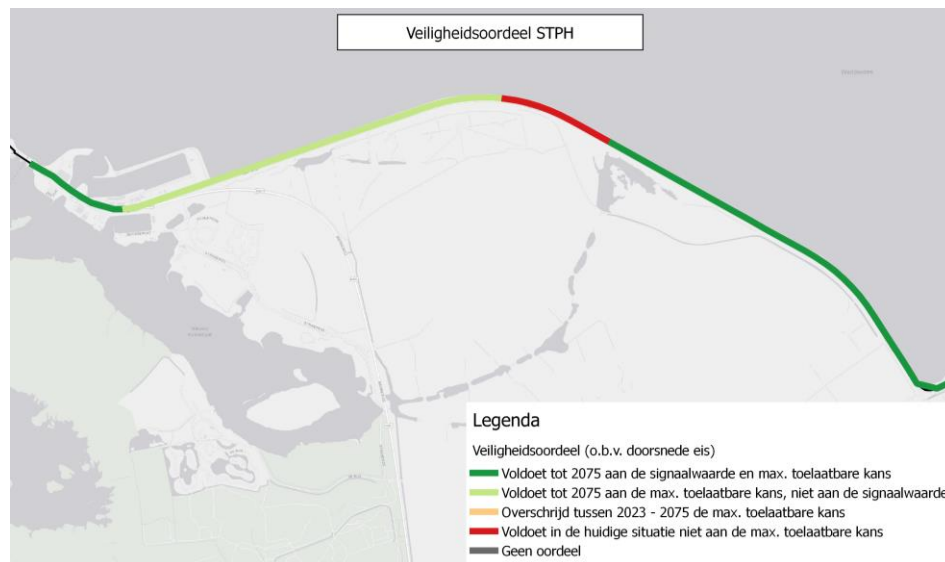 Veiligheidsoordeel STPH
Legenda
Veiligheidsoordeel (o.b.v. doorsnede eis)
Voldoet tot 2075 aan de signaalwaarde en max. toelaatbare kans
Voldoet tot 2075 aan de max. toelaatbare kans, niet aan de signaalwaarde
Overschrijd tussen 2023 - 2075 de max. toelaatbare kans
Voldoet in de huidige situatie niet aan de max. toelaatbare kans
Geen oordeel